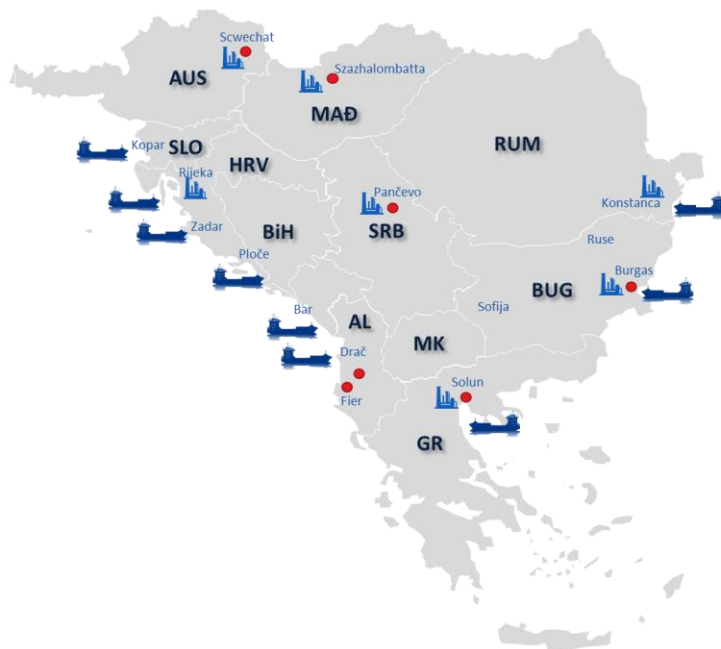 Scwechat
AUS
Szazhalombatta
MAĐ
Kopar
SLO
HRV
RUM
Rijeka
Pančevo
Konstanca
Zadar
BiH
SRB
Ruse
Ploče
Burgas
BUG
Bar
AL
Sofija
MK
Drač
Solun
Fier
GR